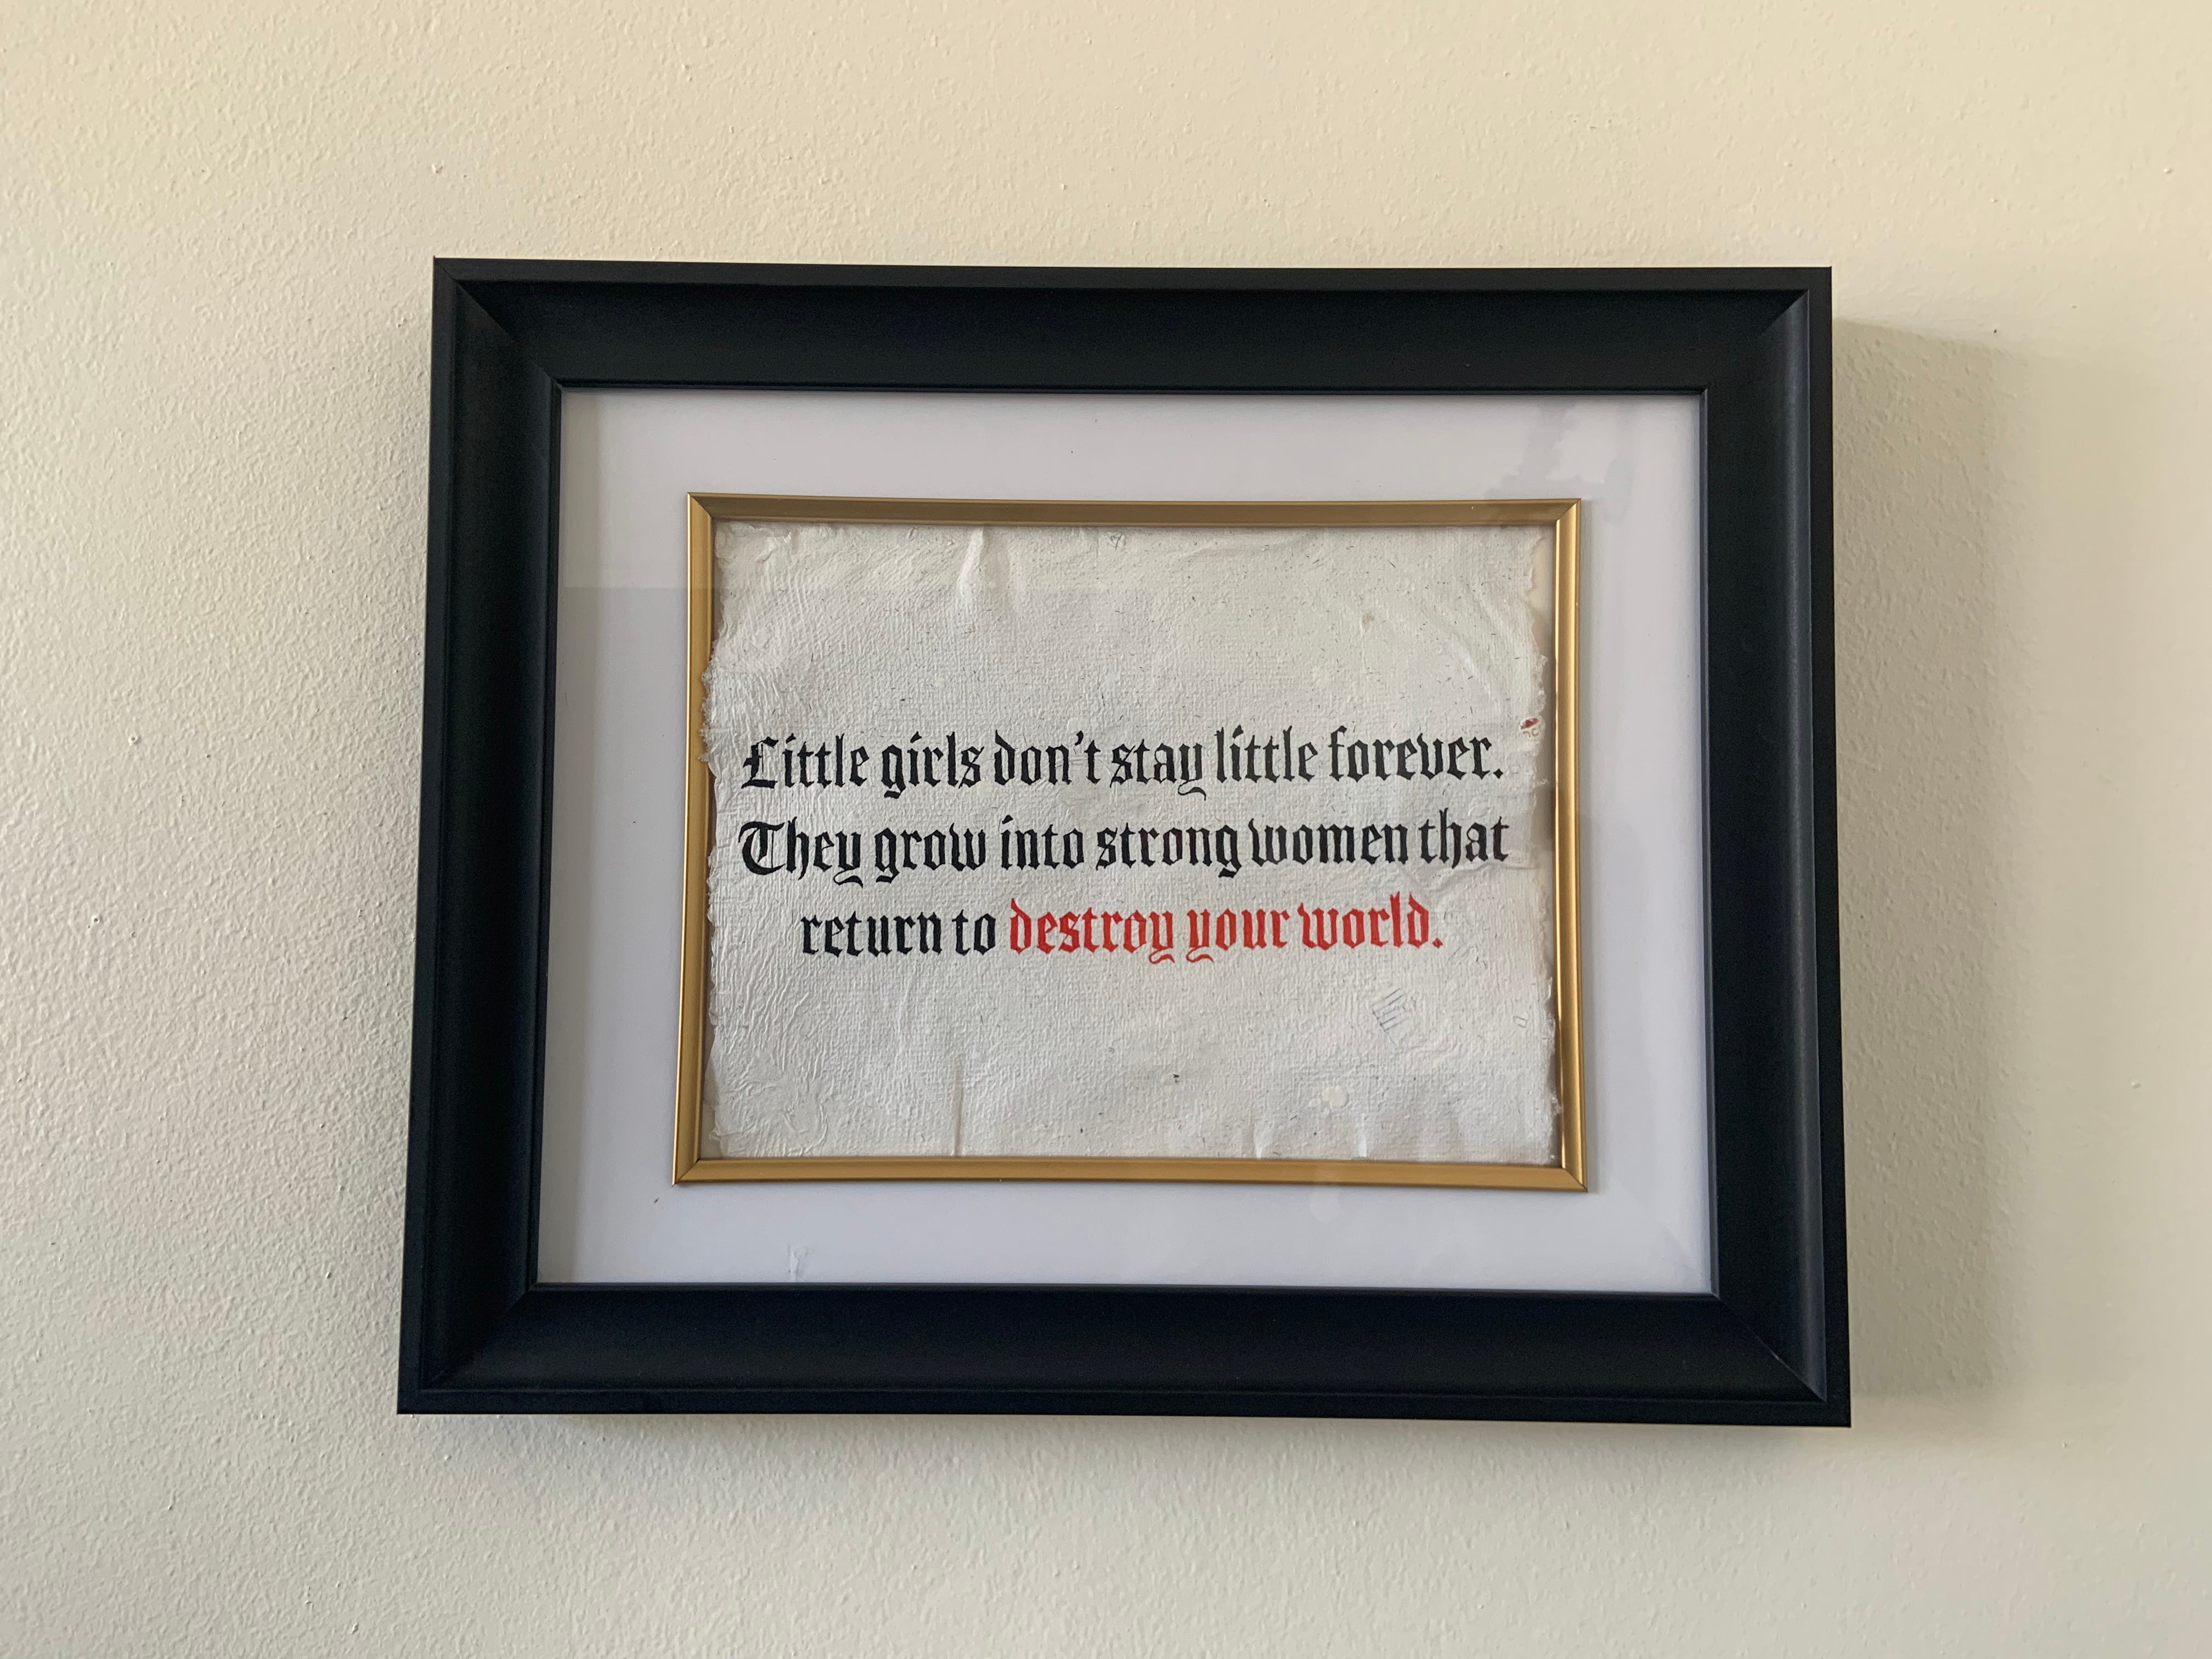 Little girls don't stay little forever.
They grow into strong women that
return to destroy your world.